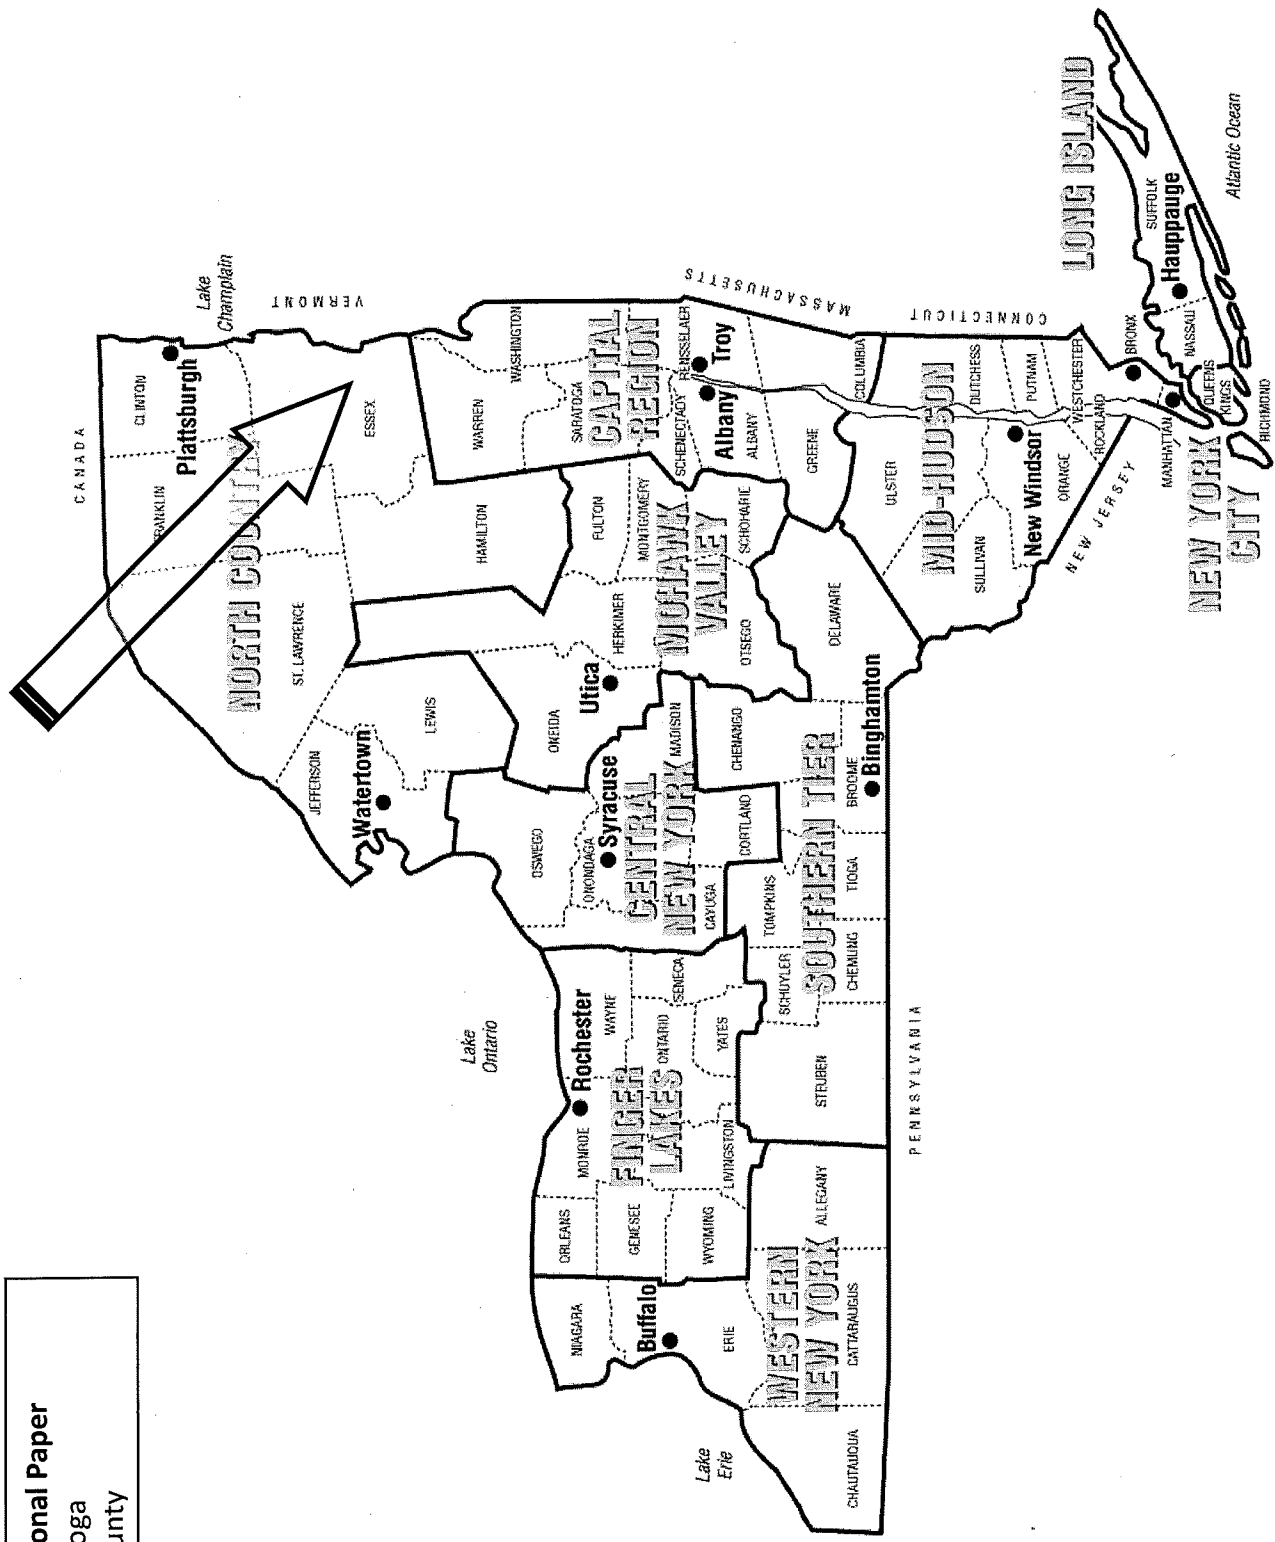 onal Paper
oga
unty
CANADA
Lake
Champlain
VERMONT
CLINTON
Plattsburgh
RANKLIN
NORTH COUNTRY
ESSEX
ST. LAWRENCE
JEFFERSON
Watertown
LEWIS
HAMILTON
WARREN
WASHINGTON
SARATOGA
CAPITAL
REGION
FULTON
MONTGOMERY
SCHENECTADY
RENSSELAER
Troy
Albany
ALBANY
MASSACHUSETTS
SCHOHARIE
GREENE
COLUMBIA
MOHAWK
VALLEY
HERKIMER
Utica
ONEIDA
OTSEGO
OSWEGO
ONONDAGA
Syracuse
CENTRAL
NEW YORK
MADISON
CAYUGA
CORTLAND
CHENANGO
DELAWARE
Lake
Ontario
Rochester
WAYNE
MONROE
FINGER
LAKES
ONTARIO
SENECA
YATES
LIVINGSTON
ORLEANS
GENESEE
WYOMING
NIAGARA
Buffalo
ERIE
Lake
Erie
WESTERN
NEW YORK
CHAUTAUQUA
CATTARAUGUS
ALLEGANY
STEUBEN
SCHUYLER
TOMPKINS
SOUTHERN TIER
CHEMUNG
TIOGA
BROOME
Binghamton
PENNSYLVANIA
ULSTER
MID-HUDSON
DUTCHESS
SULLIVAN
New Windsor
ORANGE
PUTNAM
WESTCHESTER
ROCKLAND
CONNECTICUT
NEW JERSEY
BRONX
MANHATTAN
NEW YORK
CITY
QUEENS
KINGS
RICHMOND
NASSAU
LONG ISLAND
SUFFOLK
Hauppauge
Atlantic Ocean